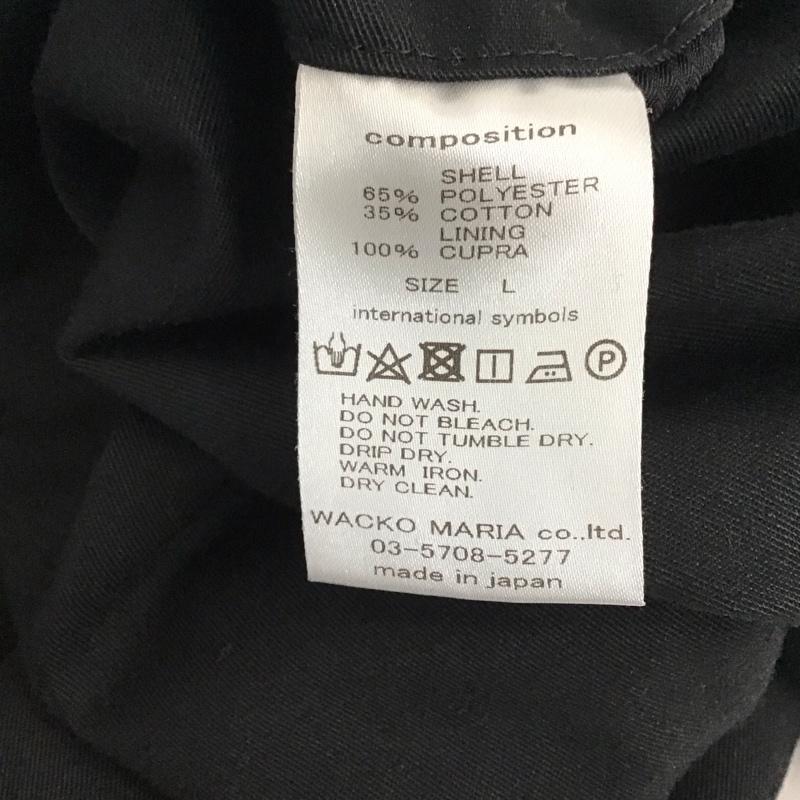 composition
SHELL
65% POLYESTER
35% COTTON
LINING
100% CUPRA
SIZE L
international symbols
P
HAND WASH.
DO NOT BLEACH.
DO NOT TUMBLE DRY.
DRIP DRY.
WARM IRON.
DRY CLEAN.
WACKO MARIA co.,ltd.
03-5708-5277
made in japan